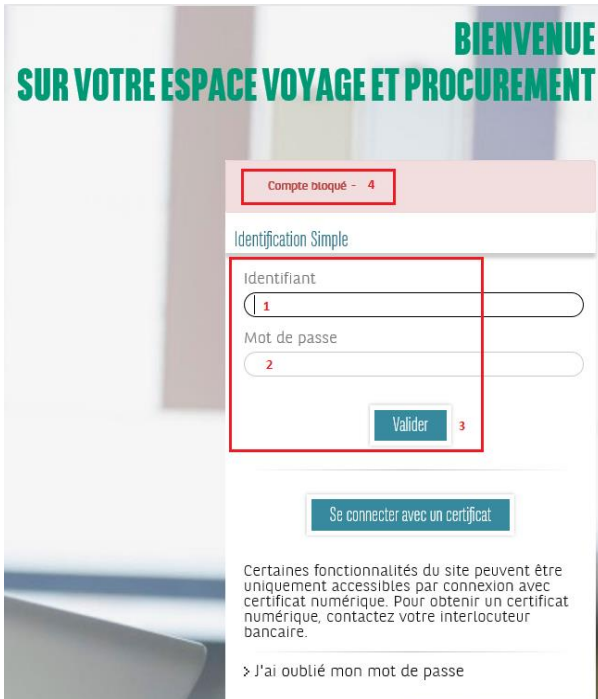 BIENVENUE
SUR VOTRE ESPACE VOYAGE ET PROCUREMENT
Compte bloqué - 4
Identification Simple
Identifiant
1
Mot de passe
2
Valider 3
Se connecter avec un certificat
Certaines fonctionnalités du site peuvent être
uniquement accessibles par connexion avec
certificat numérique. Pour obtenir un certificat
numérique, contactez votre interlocuteur
bancaire.
> J'ai oublié mon mot de passe